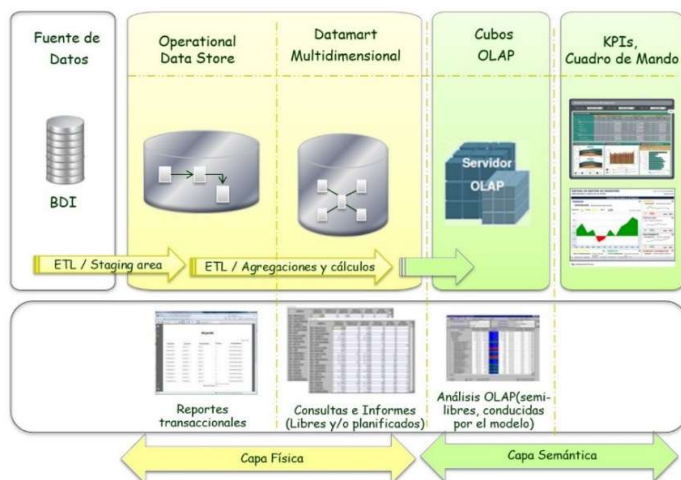 Fuente de
Datos
Operational
Data Store
Datamart
Multidimensional
Cubos
OLAP
KPIs,
Cuadro de Mando
BDI
Servidor
OLAP
ETL / Staging area
ETL / Agregaciones y cálculos
Reportes
transaccionales
Consultas e Informes
(Libres y/o planificados)
Análisis OLAP(semi-
libres, conducidas
por el modelo)
Capa Física
Capa Semántica